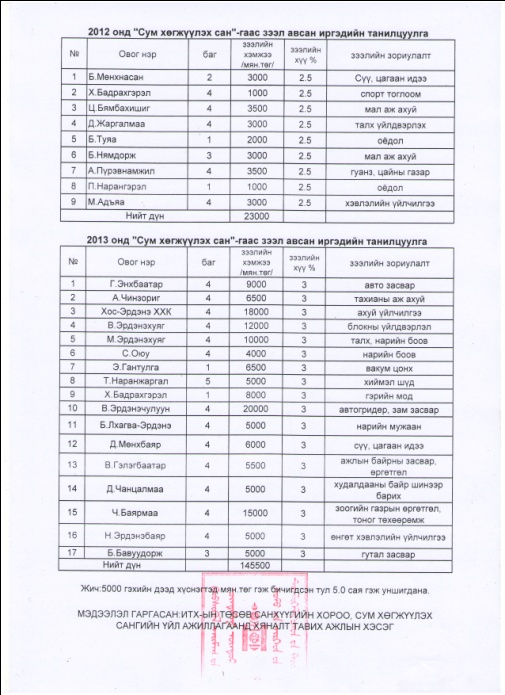 2012 онд "Сум хөгжүүлэх сан"-гаас зээл авсан иргэдийн танилцуулга
№ Овог нэр баг зээлийн хэмжээ /мян.төг/ зээлийн хүү % зээлийн зориулалт
1 Б.Мөнхнасан 2 3000 2.5 Сүү, цагаан идээ
2 Х.Бадрахгэрэл 4 1000 2.5 спорт тоглоом
3 Ц.Бямбахишиг 4 3500 2.5 мал аж ахуй
4 Д.Жаргалмаа 4 3000 2.5 талх үйлдвэрлэх
5 Б.Туяа 1 2000 2.5 оёдол
6 Б.Нямдорж 3 3000 2.5 мал аж ахуй
7 А.Пүрэвнамжил 4 3500 2.5 гуанз, цайны газар
8 П.Нарангэрэл 1 1000 2.5 оёдол
9 М.Адъяа 4 3000 2.5 хэвлэлийн үйлчилгээ
Нийт дүн 23000
2013 онд "Сум хөгжүүлэх сан"-гаас зээл авсан иргэдийн танилцуулга
№ Овог нэр баг зээлийн хэмжээ /мян.төг/ зээлийн хүү % зээлийн зориулалт
1 Г.Энхбаатар 4 9000 3 авто засвар
2 А.Чинзориг 4 6500 3 тахианы аж ахуй
3 Хос-Эрдэнэ ХХК 4 18000 3 ахуй үйлчилгээ
4 В.Эрдэнэхуяг 4 12000 3 блокны үйлдвэрлэл
5 М.Эрдэнэхуяг 4 10000 3 талх, нарийн боов
6 С.Оюу 4 4000 3 нарийн боов
7 Э.Гантулга 1 6500 3 вакум цонх
8 Т.Наранжаргал 5 5000 3 хиймэл шүд
9 Х.Бадрахгэрэл 1 8000 3 гэрийн мод
10 В.Эрдэнэчулуун 4 20000 3 автогридер, зам засвар
11 Б.Лхагва-Эрдэнэ 4 5000 3 нарийн мужаан
12 Д.Мөнхбаяр 4 6000 3 сүү, цагаан идээ
13 В.Гэлэгбаатар 4 5500 3 ажлын байрны засвар, өргөтгөл
14 Д.Чанцалмаа 4 5000 3 худалдааны байр шинээр барих
15 Ч.Баярмаа 4 15000 3 зоогийн газрын өргөтгөл, тоног төхөөрөмж
16 Н.Эрдэнэбаяр 4 5000 3 өнгөт хэвлэлийн үйлчилгээ
17 Б.Бавуудорж 3 5000 3 гутал засвар
Нийт дүн 145500
Жич:5000 гэхийн дээд хүснэгтэд мян.төг гэж бичигдсэн тул 5.0 сая гэж уншигдана.
МЭДЭЭЛЭЛ ГАРГАСАН:ИТХ-ЫН ТӨСӨВ САНХҮҮГИЙН ХОРОО, СУМ ХӨГЖҮҮЛЭХ
САНГИЙН ҮЙЛ АЖИЛЛАГААНД ХЯНАЛТ ТАВИХ АЖЛЫН ХЭСЭГ